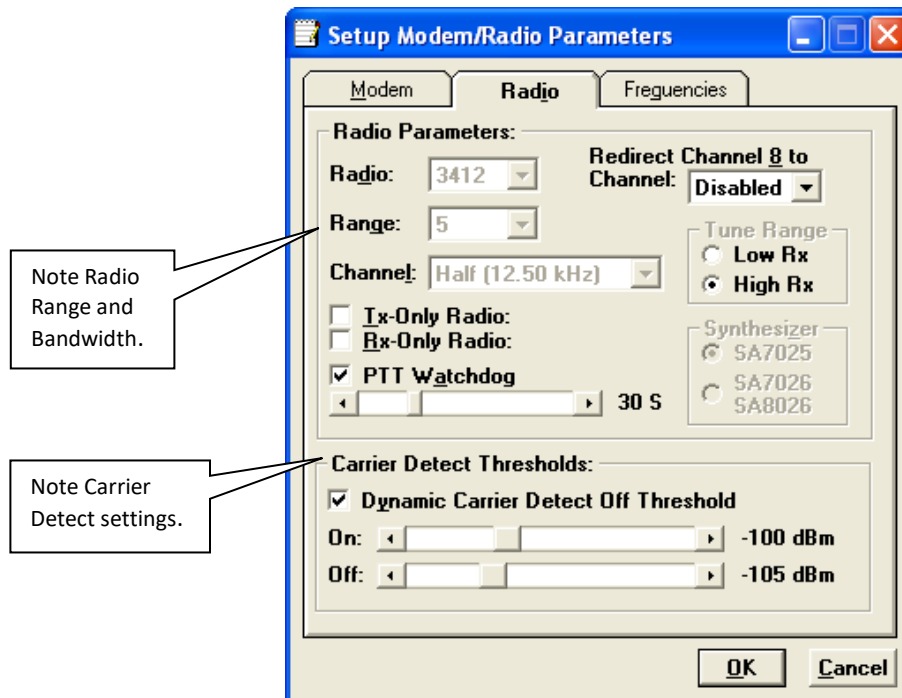 Setup Modem/Radio Parameters
Modem
Radio
Freguencies
Radio Parameters:
Radio:
3412
Redirect Channel 8 to
Channel:
Disabled
Range:
5
Tune Range
Low Rx
High Rx
Channel:
Half (12.50 kHz)
Tx-Only Radio:
Rx-Only Radio:
Synthesizer
SA7025
SA7026
SA8026
PTT Watchdog
30 S
Carrier Detect Thresholds:
Dynamic Carrier Detect Off Threshold
On:
-100 dBm
Off:
-105 dBm
OK
Cancel
Note Radio
Range and
Bandwidth.
Note Carrier
Detect settings.